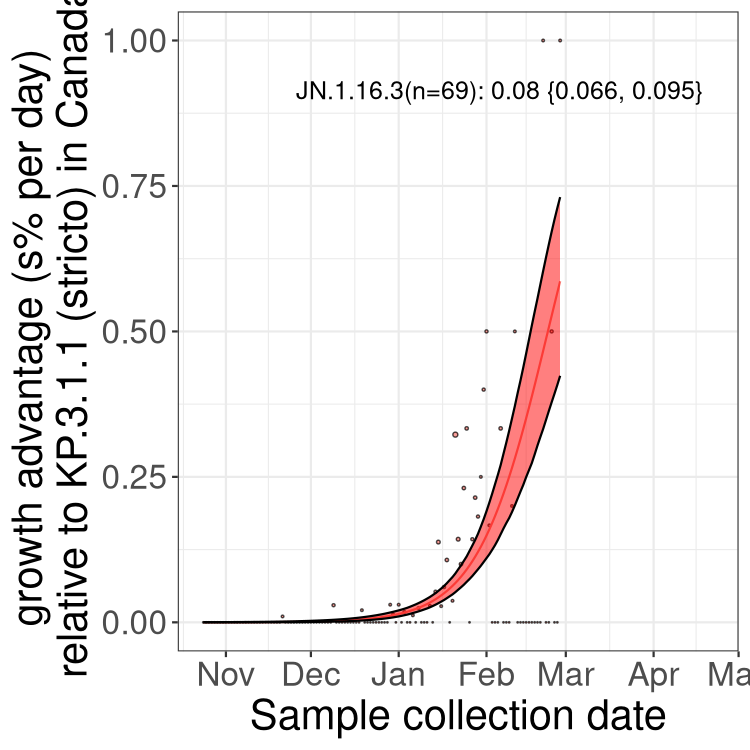 growth advantage (s% per day)
relative to KP.3.1.1 (stricto) in Canada
1.00
0.75
0.50
0.25
0.00
JN.1.16.3(n=69): 0.08 {0.066, 0.095}
Nov Dec Jan Feb Mar Apr Ma
Sample collection date